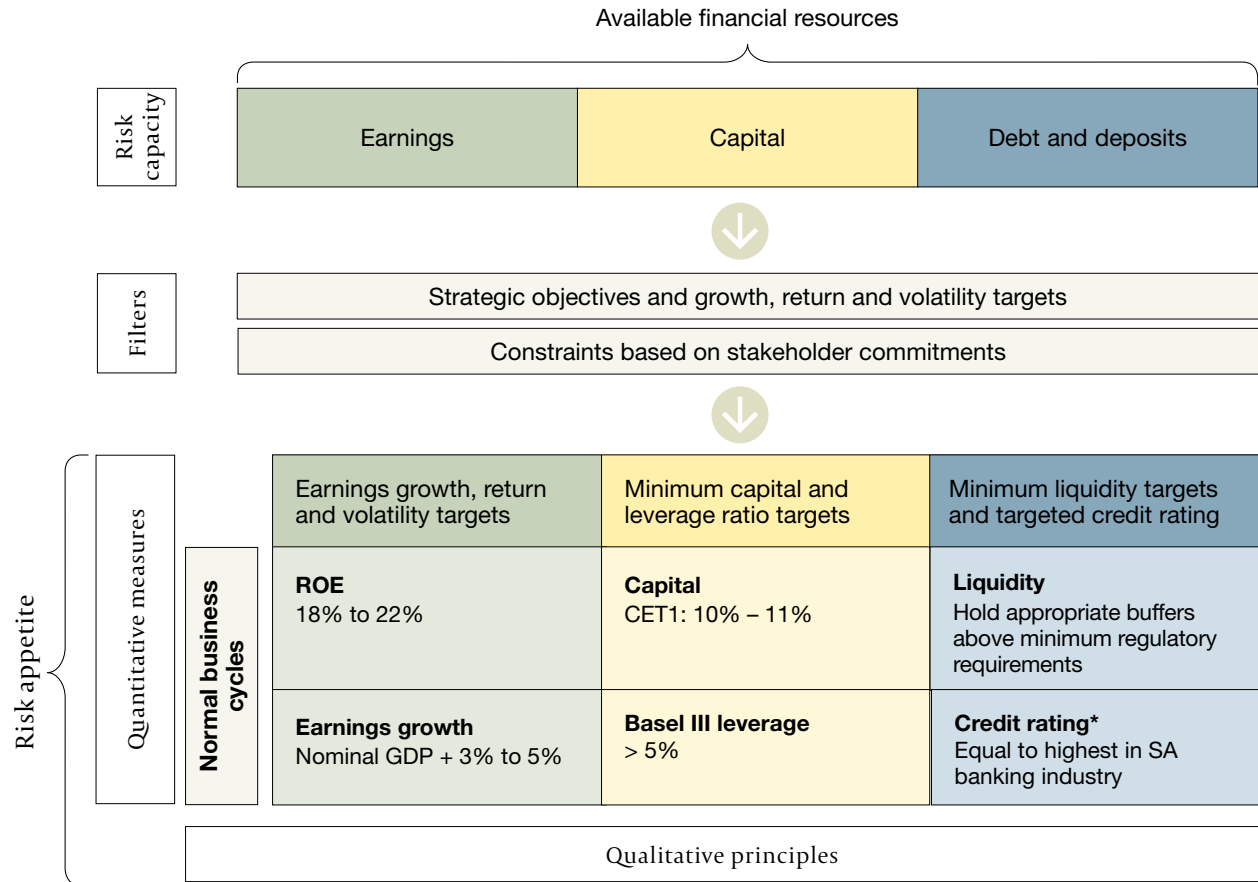 Available financial resources
Risk
capacity
Earnings
Capital
Debt and deposits
Filters
Strategic objectives and growth, return and volatility targets
Constraints based on stakeholder commitments
Risk appetite
Quantitative measures
Normal business
cycles
Earnings growth, return
and volatility targets
Minimum capital and
leverage ratio targets
Minimum liquidity targets
and targeted credit rating
ROE
18% to 22%
Capital
CET1: 10% – 11%
Liquidity
Hold appropriate buffers
above minimum regulatory
requirements
Earnings growth
Nominal GDP + 3% to 5%
Basel III leverage
> 5%
Credit rating*
Equal to highest in SA
banking industry
Qualitative principles